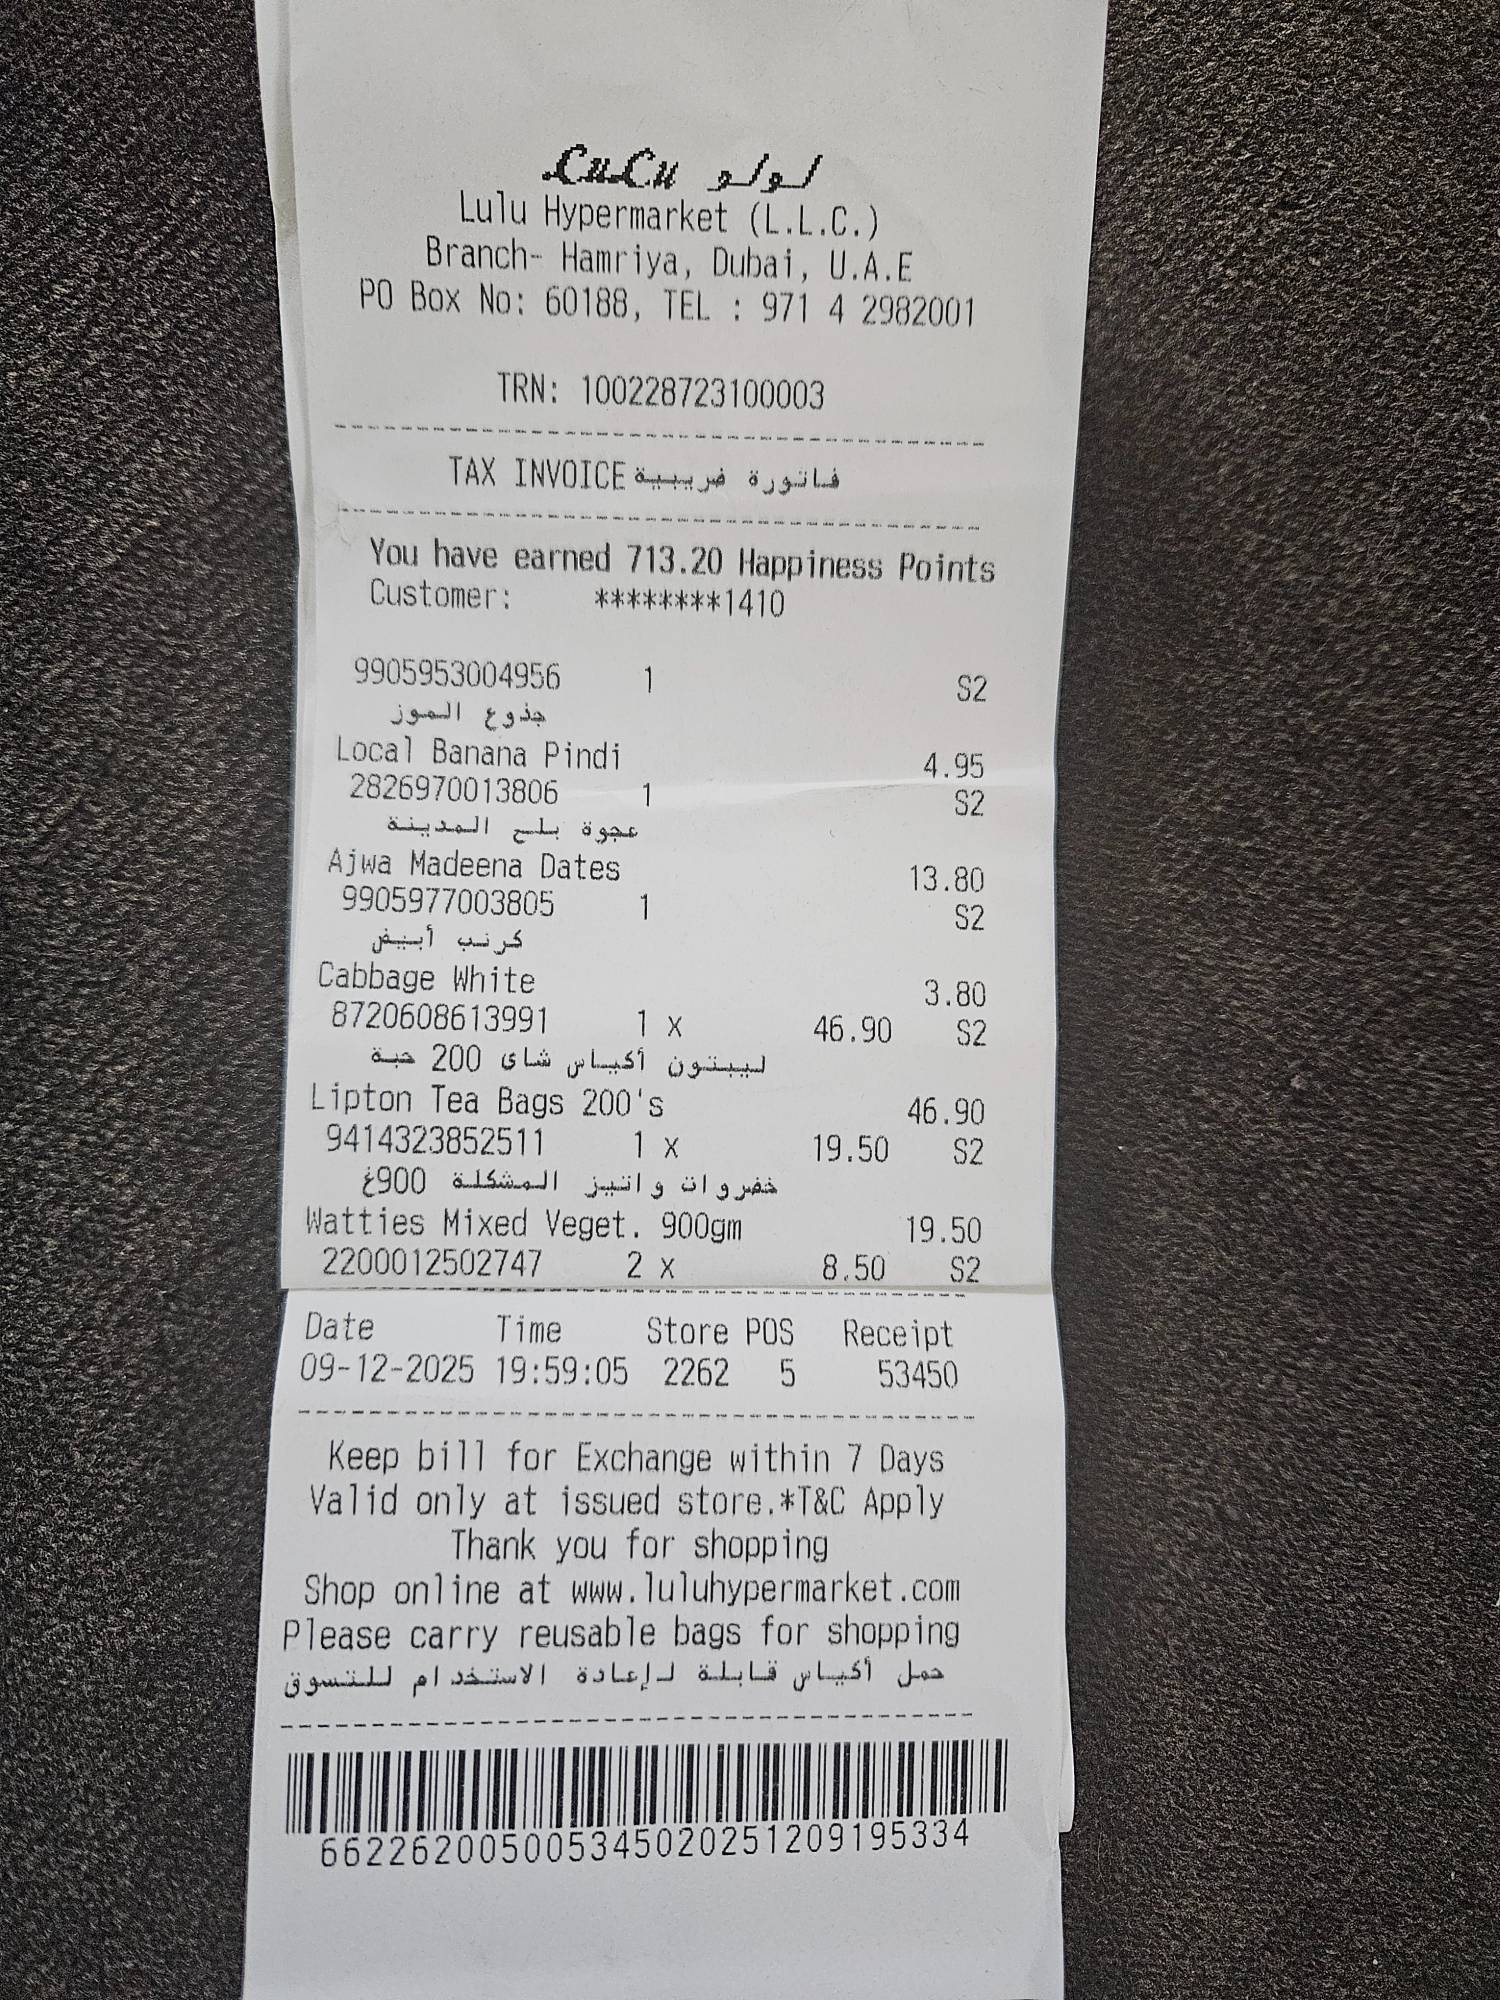 LuLu لولو
Lulu Hypermarket (L.L.C.)
Branch- Hamriya, Dubai, U.A.E
PO Box No: 60188, TEL : 971 4 2982001
TRN: 100228723100003
TAX INVOICE فاتورة ضريبية
You have earned 713.20 Happiness Points
Customer: ********1410
9905953004956 1 S2
جذوع الموز
Local Banana Pindi 4.95
2826970013806 1 S2
عجوة بلح المدينة
Ajwa Madeena Dates 13.80
9905977003805 1 S2
كرنب أبيض
Cabbage White 3.80
8720608613991 1 X 46.90 S2
ليبتون أكياس شاى 200 حبة
Lipton Tea Bags 200's 46.90
9414323852511 1 X 19.50 S2
خضروات واتيز المشكلة 900غ
Watties Mixed Veget. 900gm 19.50
2200012502747 2 X 8.50 S2
Date Time Store POS Receipt
09-12-2025 19:59:05 2262 5 53450
Keep bill for Exchange within 7 Days
Valid only at issued store.*T&C Apply
Thank you for shopping
Shop online at www.luluhypermarket.com
Please carry reusable bags for shopping
حمل أكياس قابلة لإعادة الاستخدام للتسوق
662262005005345020251209195334